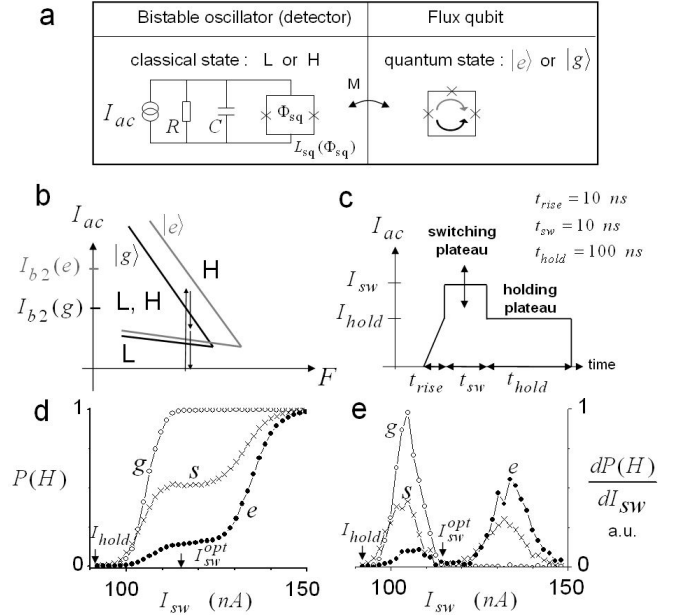 a
Bistable oscillator (detector)
Flux qubit
classical state : L or H
quantum state : |e⟩ or |g⟩
I_ac
R
C
Φ_sq
L_sq(Φ_sq)
M
b
I_ac
|g⟩
|e⟩
I_b2(e)
I_b2(g)
H
L, H
L
F
c
t_rise = 10 ns
t_sw = 10 ns
t_hold = 100 ns
I_ac
switching
plateau
I_sw
I_hold
holding
plateau
time
t_rise
t_sw
t_hold
d
1
P(H)
0
g
s
e
I_hold
I_sw^opt
100
150
I_sw (nA)
e
g
s
e
I_hold
I_sw^opt
1
0
dP(H)
dI_sw
a.u.
100
150
I_sw (nA)